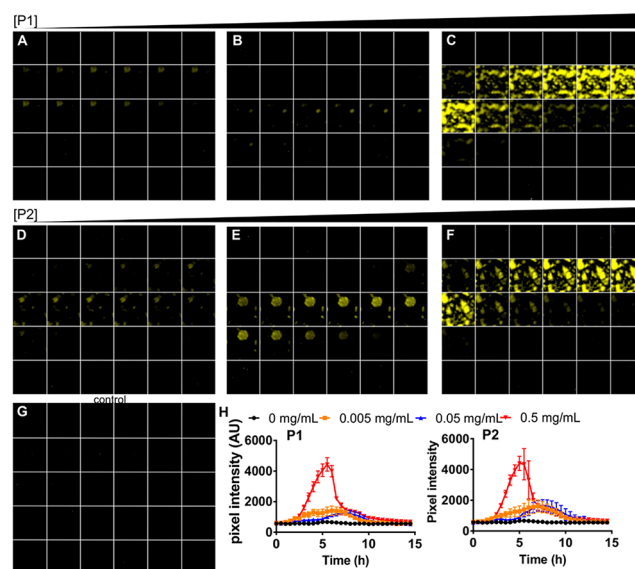 [P1]
A B C
[P2]
D E F
control
G
H 0 mg/mL 0.005 mg/mL 0.05 mg/mL 0.5 mg/mL
P1
pixel intensity (AU)
6000
4000
2000
0
0 5 10 15
Time (h)
P2
Pixel intensity
6000
4000
2000
0
0 5 10 15
Time (h)